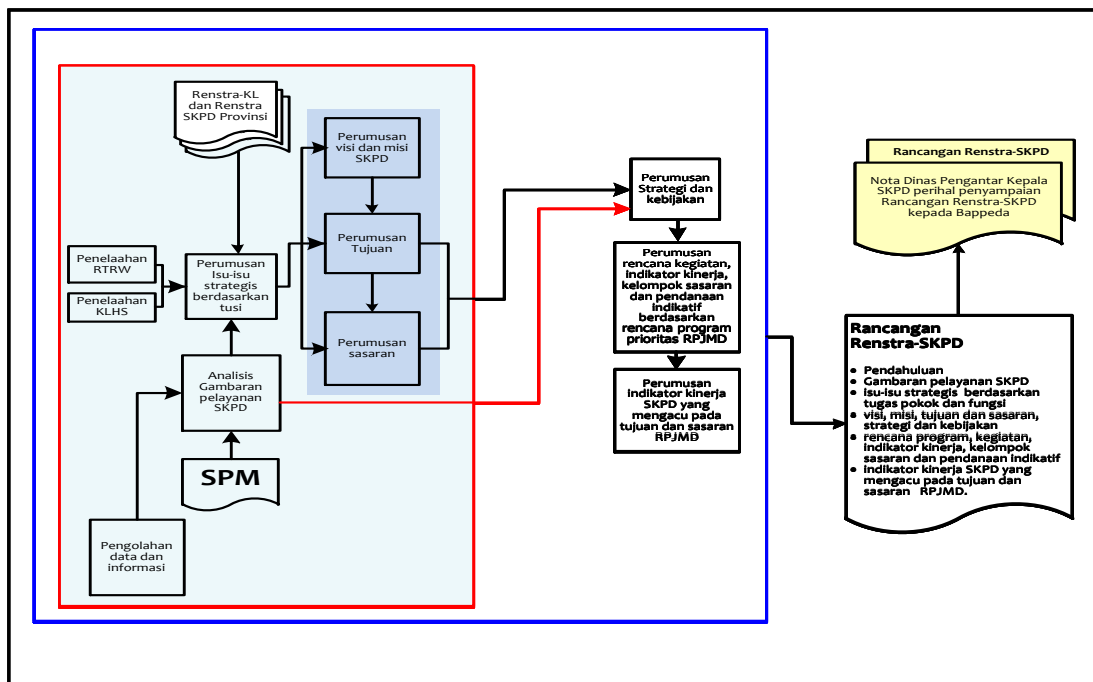 Renstra-KL
dan Renstra
SKPD Provinsi
Perumusan
visi dan misi
SKPD
Perumusan
Tujuan
Perumusan
sasaran
Penelaahan
RTRW
Penelaahan
KLHS
Perumusan
Isu-isu
strategis
berdasarkan
tusi
Analisis
Gambaran
pelayanan
SKPD
SPM
Pengolahan
data dan
informasi
Perumusan
Strategi dan
kebijakan
Perumusan
rencana kegiatan,
indikator kinerja,
kelompok sasaran
dan pendanaan
indikatif
berdasarkan
rencana program
prioritas RPJMD
Perumusan
indikator kinerja
SKPD yang
mengacu pada
tujuan dan sasaran
RPJMD
Rancangan Renstra-SKPD
Nota Dinas Pengantar Kepala
SKPD perihal penyampaian
Rancangan Renstra-SKPD
kepada Bappeda
Rancangan
Renstra-SKPD
• Pendahuluan
• Gambaran pelayanan SKPD
• isu-isu strategis berdasarkan
tugas pokok dan fungsi
• visi, misi, tujuan dan sasaran,
strategi dan kebijakan
• rencana program, kegiatan,
indikator kinerja, kelompok
sasaran dan pendanaan indikatif
• indikator kinerja SKPD yang
mengacu pada tujuan dan
sasaran RPJMD.